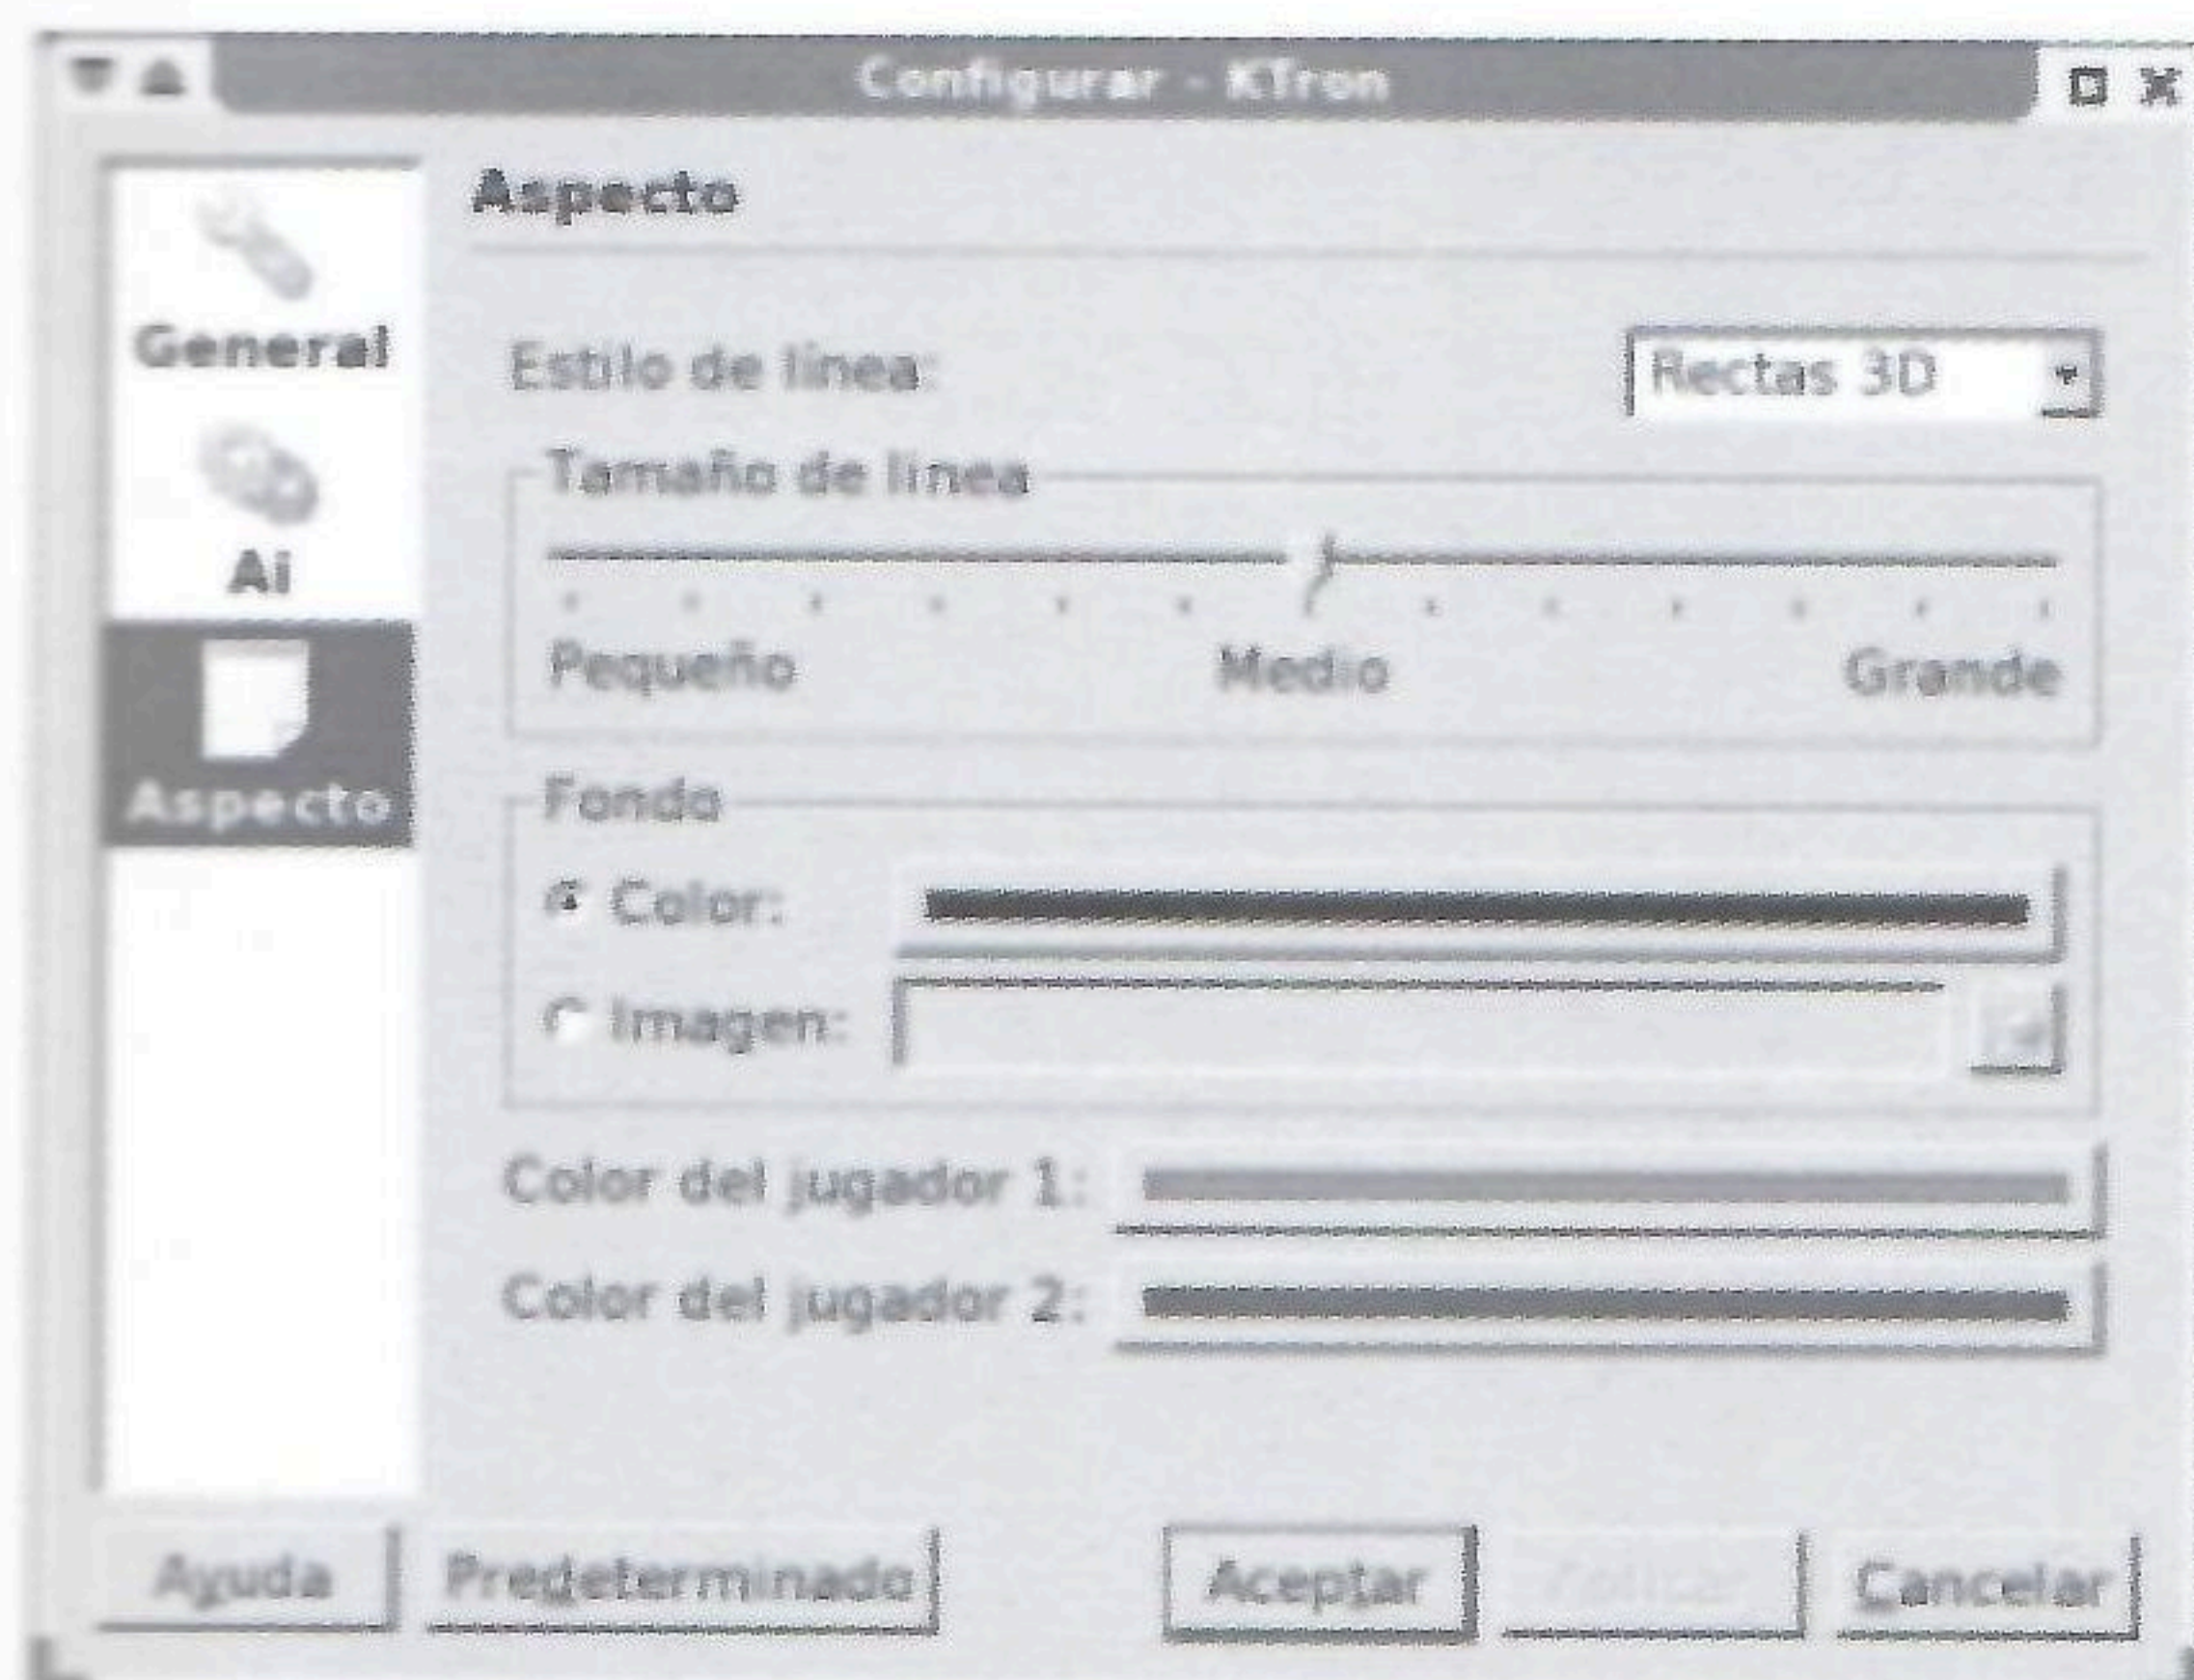 Configurar - KTron
General
Ai
Aspecto
Aspecto
Estilo de línea:
Rectas 3D
Tamaño de línea
Pequeño
Medio
Grande
Fondo
Color:
Imagen:
Color del jugador 1:
Color del jugador 2:
Ayuda
Predeterminado
Aceptar
Cancelar